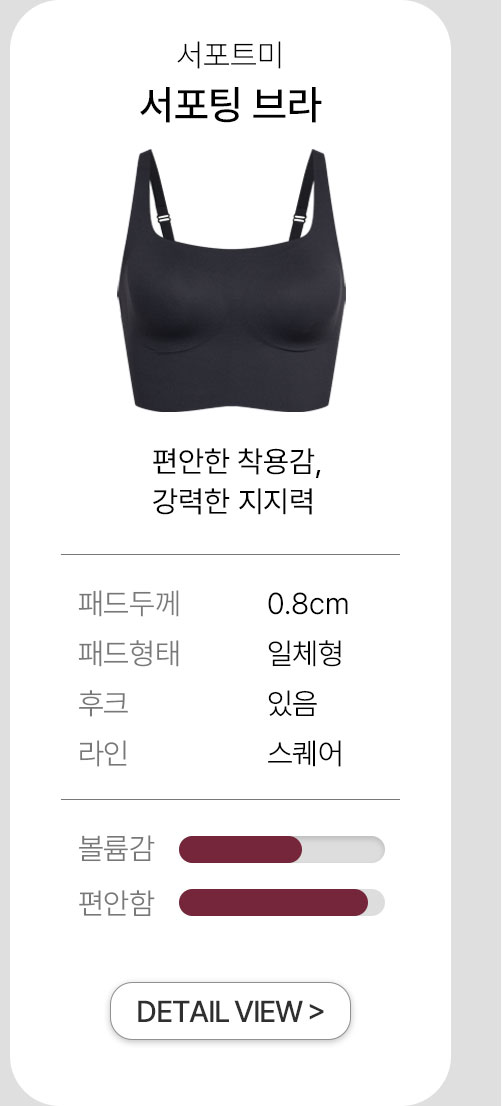 서포트미
서포팅 브라
편안한 착용감,
강력한 지지력
패드두께 0.8cm
패드형태 일체형
후크 있음
라인 스퀘어
볼륨감
편안함
DETAIL VIEW >